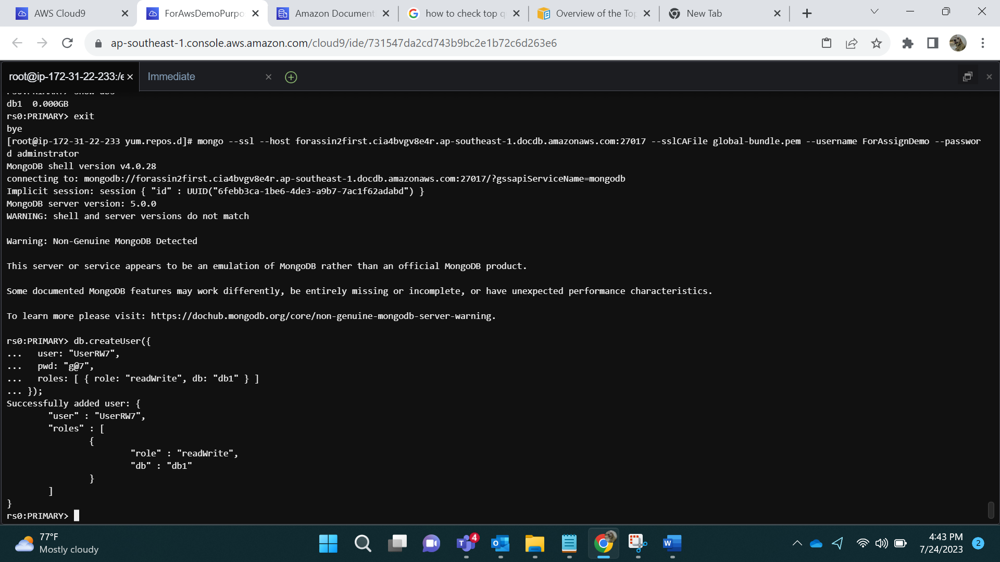 AWS Cloud9
ForAwsDemoPurpo
Amazon Document
how to check top q
Overview of the To
New Tab
ap-southeast-1.console.aws.amazon.com/cloud9/ide/731547da2cd743b9bc2e1b72c6d263e6
root@ip-172-31-22-233:/e
Immediate
db1  0.000GB
rs0:PRIMARY> exit
bye
[root@ip-172-31-22-233 yum.repos.d]# mongo --ssl --host forassin2first.cia4bvgv8e4r.ap-southeast-1.docdb.amazonaws.com:27017 --sslCAFile global-bundle.pem --username ForAssignDemo --passwor
d adminstrator
MongoDB shell version v4.0.28
connecting to: mongodb://forassin2first.cia4bvgv8e4r.ap-southeast-1.docdb.amazonaws.com:27017/?gssapiServiceName=mongodb
Implicit session: session { "id" : UUID("6febb3ca-1be6-4de3-a9b7-7ac1f62adabd") }
MongoDB server version: 5.0.0
WARNING: shell and server versions do not match
Warning: Non-Genuine MongoDB Detected
This server or service appears to be an emulation of MongoDB rather than an official MongoDB product.
Some documented MongoDB features may work differently, be entirely missing or incomplete, or have unexpected performance characteristics.
To learn more please visit: https://dochub.mongodb.org/core/non-genuine-mongodb-server-warning.
rs0:PRIMARY> db.createUser({
...   user: "UserRW7",
...   pwd: "g@7",
...   roles: [ { role: "readWrite", db: "db1" } ]
... });
Successfully added user: {
"user" : "UserRW7",
"roles" : [
{
"role" : "readWrite",
"db" : "db1"
}
]
}
rs0:PRIMARY>
77°F
Mostly cloudy
4
4:43 PM
7/24/2023
2